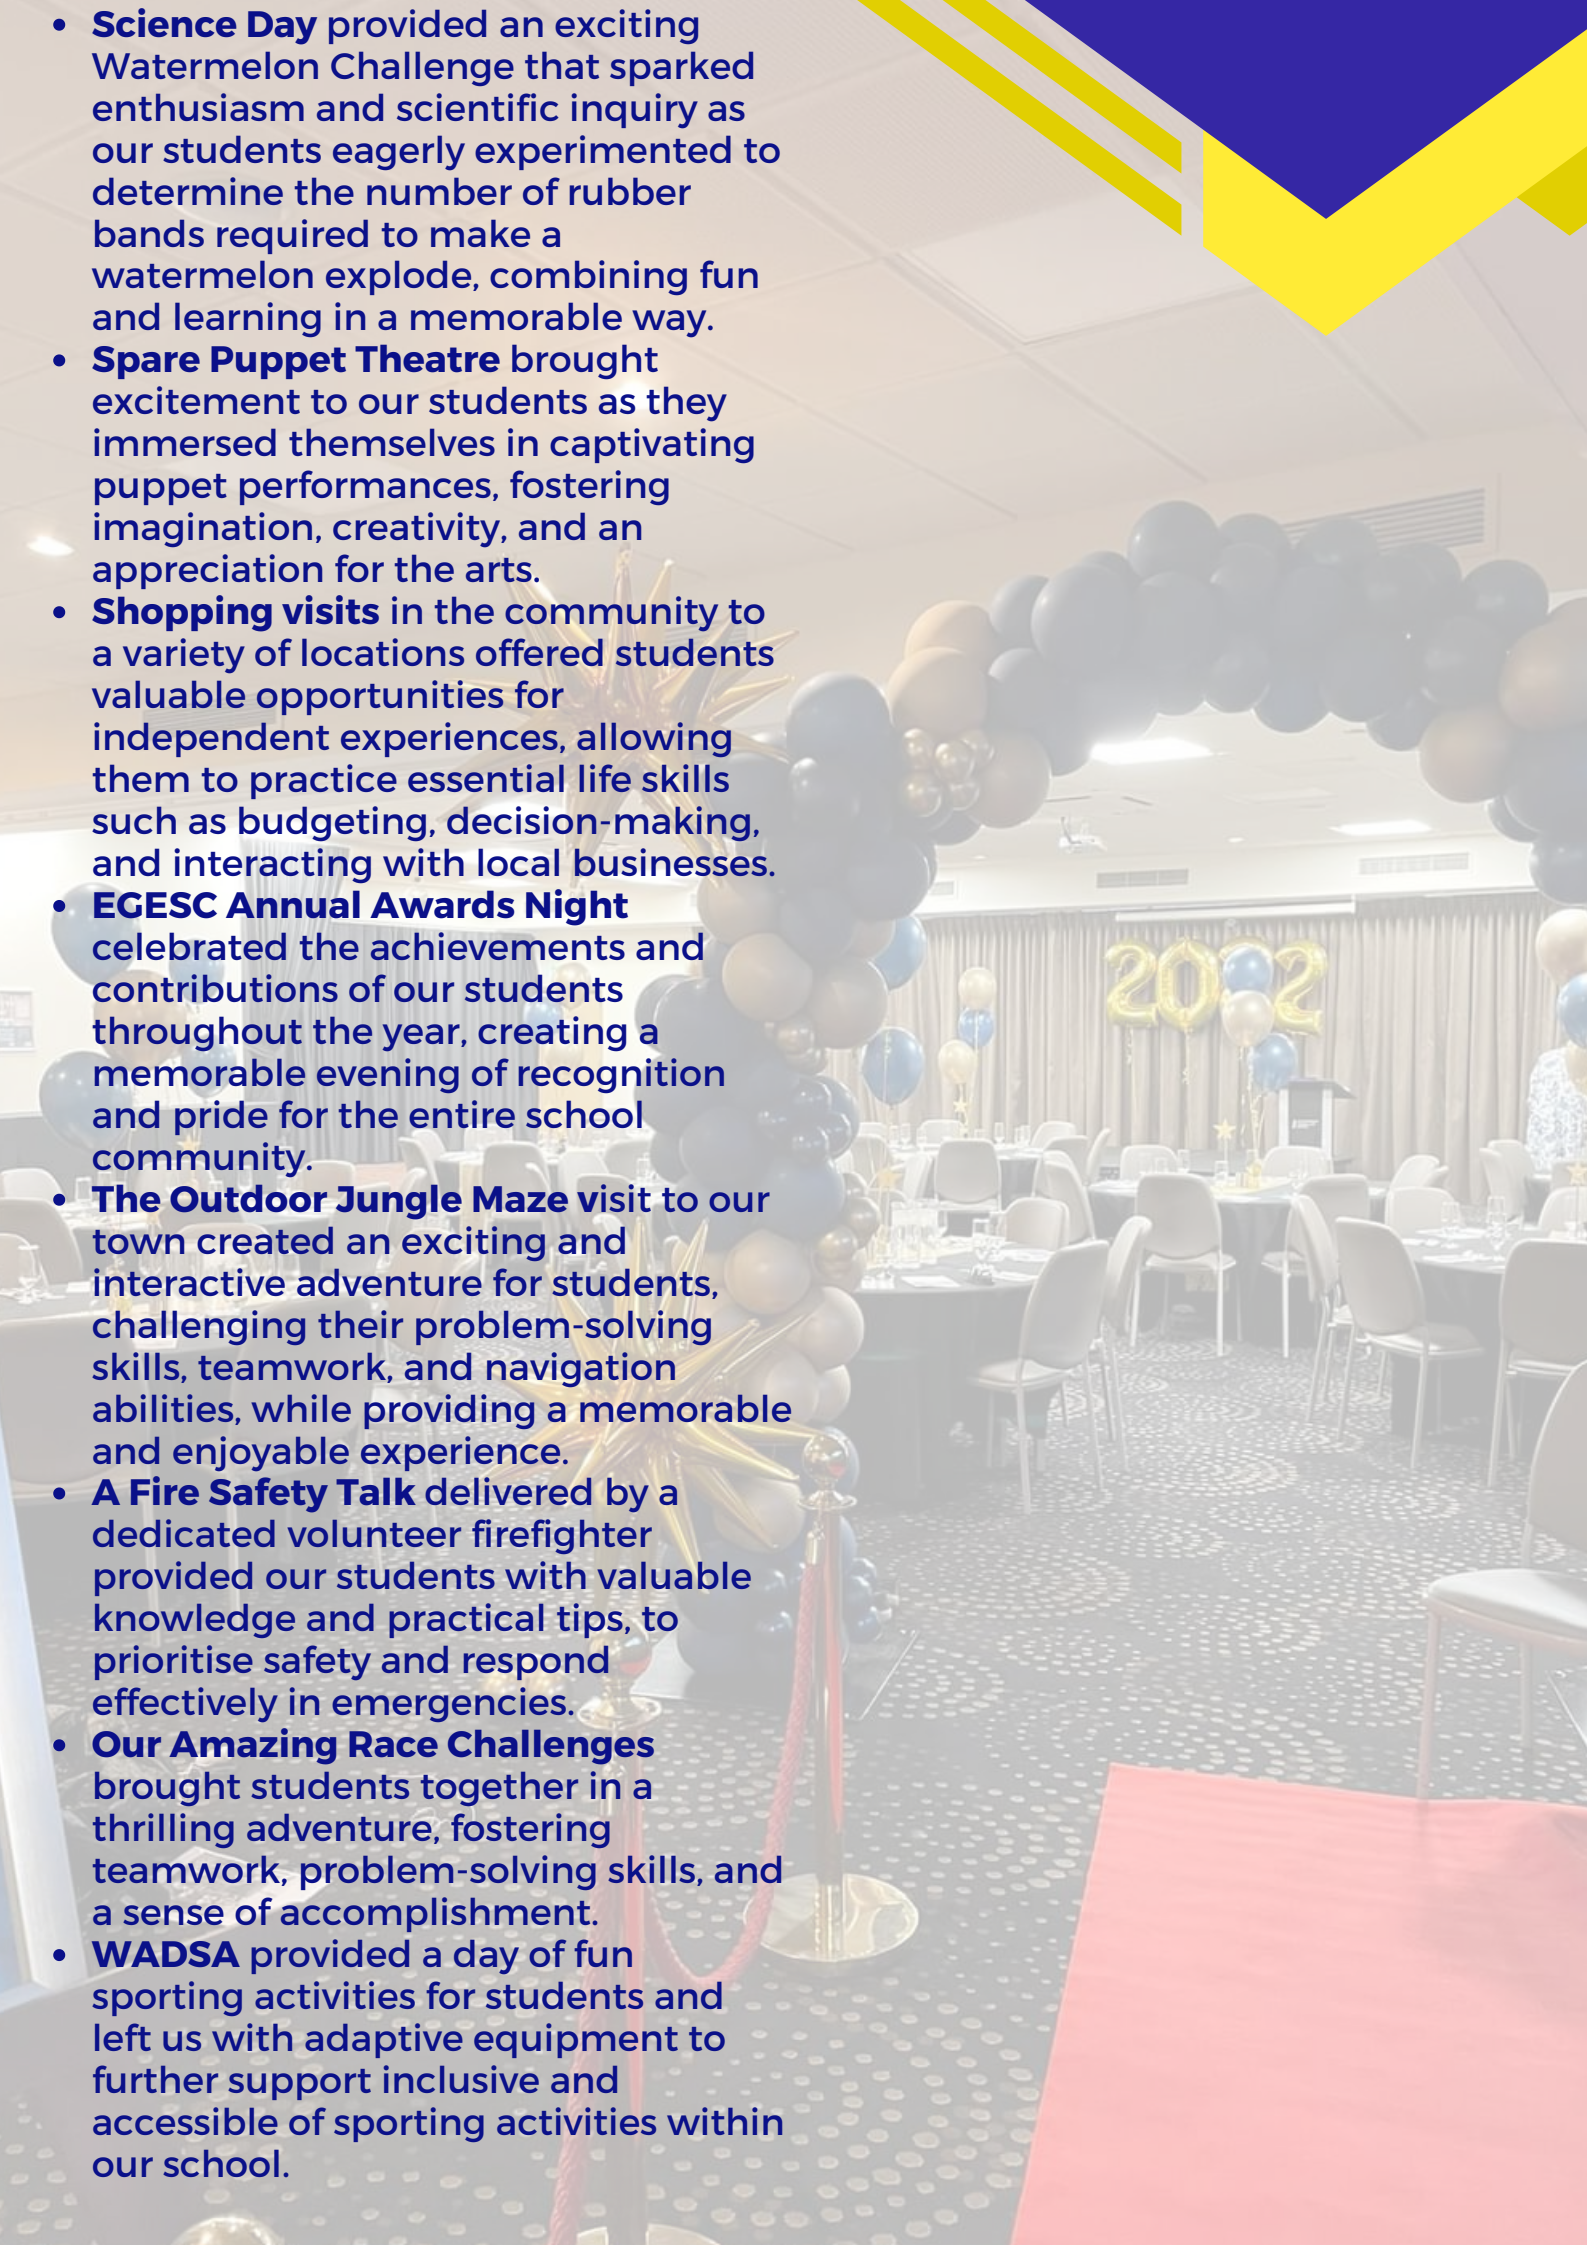 • Science Day provided an exciting
Watermelon Challenge that sparked
enthusiasm and scientific inquiry as
our students eagerly experimented to
determine the number of rubber
bands required to make a
watermelon explode, combining fun
and learning in a memorable way.
• Spare Puppet Theatre brought
excitement to our students as they
immersed themselves in captivating
puppet performances, fostering
imagination, creativity, and an
appreciation for the arts.
• Shopping visits in the community to
a variety of locations offered students
valuable opportunities for
independent experiences, allowing
them to practice essential life skills
such as budgeting, decision-making,
and interacting with local businesses.
• EGESC Annual Awards Night
celebrated the achievements and
contributions of our students
throughout the year, creating a
memorable evening of recognition
and pride for the entire school
community.
• The Outdoor Jungle Maze visit to our
town created an exciting and
interactive adventure for students,
challenging their problem-solving
skills, teamwork, and navigation
abilities, while providing a memorable
and enjoyable experience.
• A Fire Safety Talk delivered by a
dedicated volunteer firefighter
provided our students with valuable
knowledge and practical tips, to
prioritise safety and respond
effectively in emergencies.
• Our Amazing Race Challenges
brought students together in a
thrilling adventure, fostering
teamwork, problem-solving skills, and
a sense of accomplishment.
• WADSA provided a day of fun
sporting activities for students and
left us with adaptive equipment to
further support inclusive and
accessible of sporting activities within
our school.
2022